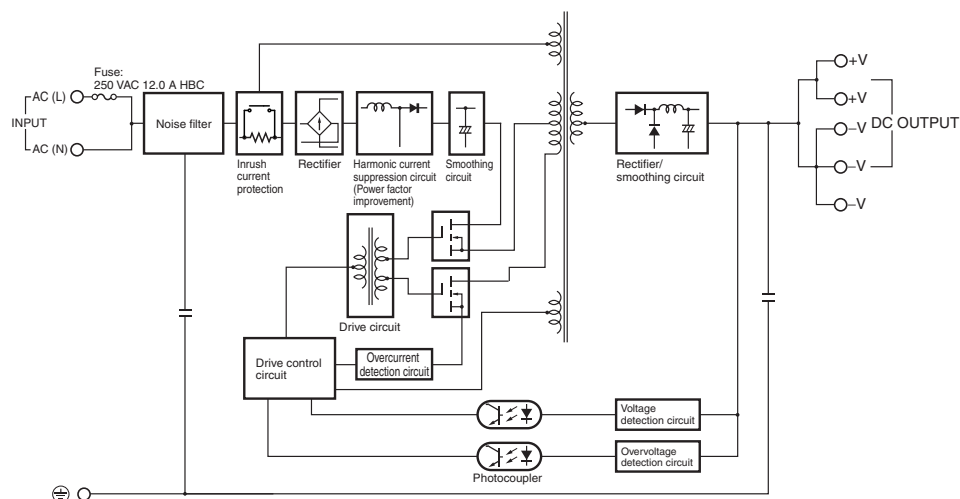 Fuse:
250 VAC 12.0 A HBC
AC (L)
INPUT
AC (N)
Noise filter
Inrush
current
protection
Rectifier
Harmonic current
suppression circuit
(Power factor
improvement)
Smoothing
circuit
Rectifier/
smoothing circuit
+V
+V
–V
DC OUTPUT
–V
–V
Drive circuit
Drive control
circuit
Overcurrent
detection circuit
Voltage
detection circuit
Overvoltage
detection circuit
Photocoupler